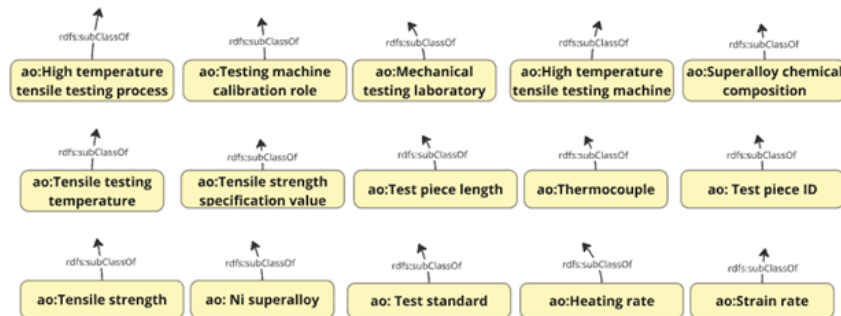 rdfs:subClassOf rdfs:subClassOf rdfs:subClassOf rdfs:subClassOf rdfs:subClassOf
ao:High temperature
tensile testing process
ao:Testing machine
calibration role
ao:Mechanical
testing laboratory
ao:High temperature
tensile testing machine
ao:Superalloy chemical
composition
rdfs:subClassOf rdfs:subClassOf rdfs:subClassOf rdfs:subClassOf rdfs:subClassOf
ao:Tensile testing
temperature
ao:Tensile strength
specification value
ao:Test piece length
ao:Thermocouple
ao: Test piece ID
rdfs:subClassOf rdfs:subClassOf rdfs:subClassOf rdfs:subClassOf rdfs:subClassOf
ao:Tensile strength
ao: Ni superalloy
ao: Test standard
ao:Heating rate
ao:Strain rate